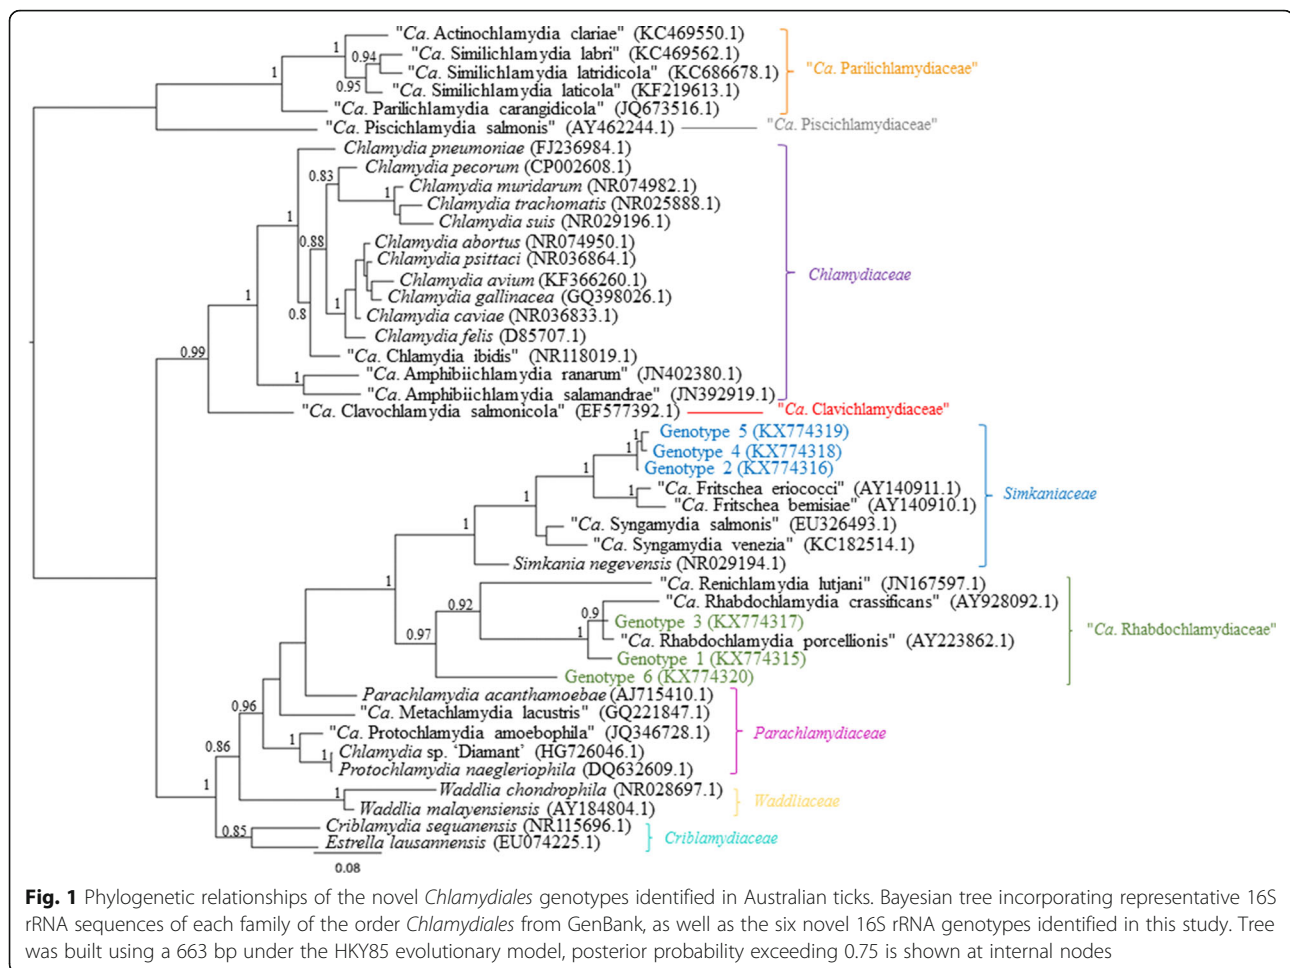 "Ca. Actinochlamydia clariae" (KC469550.1)
1
0.94
"Ca. Similichlamydia labri" (KC469562.1)
1
"Ca. Similichlamydia latridicola" (KC686678.1)
"Ca. Parilichlamydiaceae"
0.95
"Ca. Similichlamydia laticola" (KF219613.1)
"Ca. Parilichlamydia carangidicola" (JQ673516.1)
"Ca. Piscichlamydia salmonis" (AY462244.1)
"Ca. Piscichlamydiaceae"
Chlamydia pneumoniae (FJ236984.1)
0.83
Chlamydia pecorum (CP002608.1)
1
Chlamydia muridarum (NR074982.1)
Chlamydia trachomatis (NR025888.1)
1
Chlamydia suis (NR029196.1)
0.88
Chlamydia abortus (NR074950.1)
Chlamydia psittaci (NR036864.1)
Chlamydiaceae
Chlamydia avium (KF366260.1)
1
Chlamydia gallinacea (GQ398026.1)
1
0.8
Chlamydia caviae (NR036833.1)
Chlamydia felis (D85707.1)
0.99
"Ca. Chlamydia ibidis" (NR118019.1)
1
"Ca. Amphibiichlamydia ranarum" (JN402380.1)
"Ca. Amphibiichlamydia salamandrae" (JN392919.1)
"Ca. Clavochlamydia salmonicola" (EF577392.1)
"Ca. Clavichlamydiaceae"
1
Genotype 5 (KX774319)
Genotype 4 (KX774318)
1
Genotype 2 (KX774316)
1
"Ca. Fritschea eriococci" (AY140911.1)
Simkaniaceae
1
"Ca. Fritschea bemisiae" (AY140910.1)
1
"Ca. Syngamydia salmonis" (EU326493.1)
"Ca. Syngamydia venezia" (KC182514.1)
Simkania negevensis (NR029194.1)
1
"Ca. Renichlamydia lutjani" (JN167597.1)
0.92
"Ca. Rhabdochlamydia crassificans" (AY928092.1)
0.9
Genotype 3 (KX774317)
"Ca. Rhabdochlamydiaceae"
0.97
1
"Ca. Rhabdochlamydia porcellionis" (AY223862.1)
Genotype 1 (KX774315)
Genotype 6 (KX774320)
Parachlamydia acanthamoebae (AJ715410.1)
0.96
"Ca. Metachlamydia lacustris" (GQ221847.1)
1
"Ca. Protochlamydia amoebophila" (JQ346728.1)
Parachlamydiaceae
0.86
1
Chlamydia sp. 'Diamant' (HG726046.1)
Protochlamydia naegleriophila (DQ632609.1)
1
1
Waddlia chondrophila (NR028697.1)
Waddliaceae
Waddlia malayensiensis (AY184804.1)
0.85
Criblamydia sequanensis (NR115696.1)
Criblamydiaceae
Estrella lausannensis (EU074225.1)
0.08
Fig. 1 Phylogenetic relationships of the novel Chlamydiales genotypes identified in Australian ticks. Bayesian tree incorporating representative 16S
rRNA sequences of each family of the order Chlamydiales from GenBank, as well as the six novel 16S rRNA genotypes identified in this study. Tree
was built using a 663 bp under the HKY85 evolutionary model, posterior probability exceeding 0.75 is shown at internal nodes